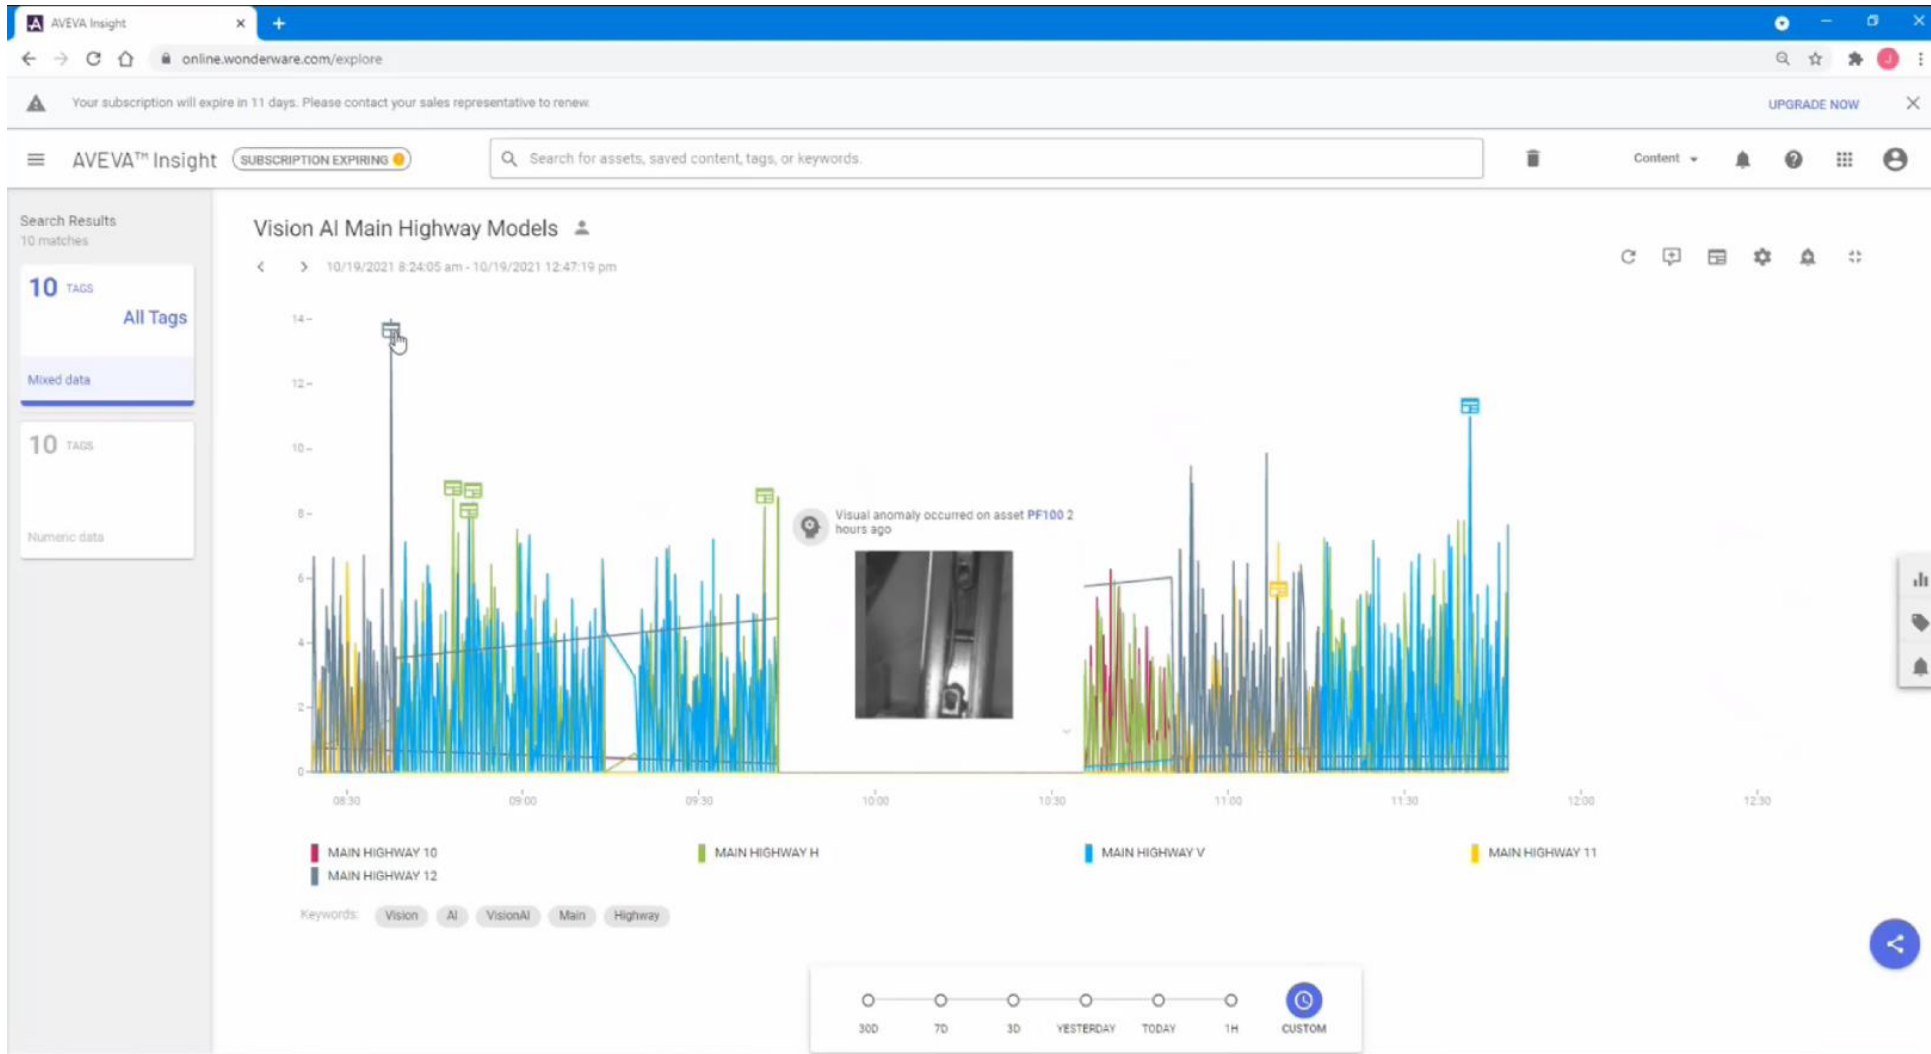 AVEVA Insight
online.wonderware.com/explore
Your subscription will expire in 11 days. Please contact your sales representative to renew.
UPGRADE NOW
AVEVA™ Insight
SUBSCRIPTION EXPIRING
Search for assets, saved content, tags, or keywords.
Content
J
Search Results
10 matches
10 TAGS
All Tags
Mixed data
10 TAGS
Numeric data
Vision AI Main Highway Models
10/19/2021 8:24:05 am - 10/19/2021 12:47:19 pm
14
12
10
8
6
4
2
0
Visual anomaly occurred on asset PF100 2
hours ago
08:30 09:00 09:30 10:00 10:30 11:00 11:30 12:00 12:30
MAIN HIGHWAY 10 MAIN HIGHWAY H MAIN HIGHWAY V MAIN HIGHWAY 11
MAIN HIGHWAY 12
Keywords: Vision AI VisionAI Main Highway
30D 7D 3D YESTERDAY TODAY 1H CUSTOM